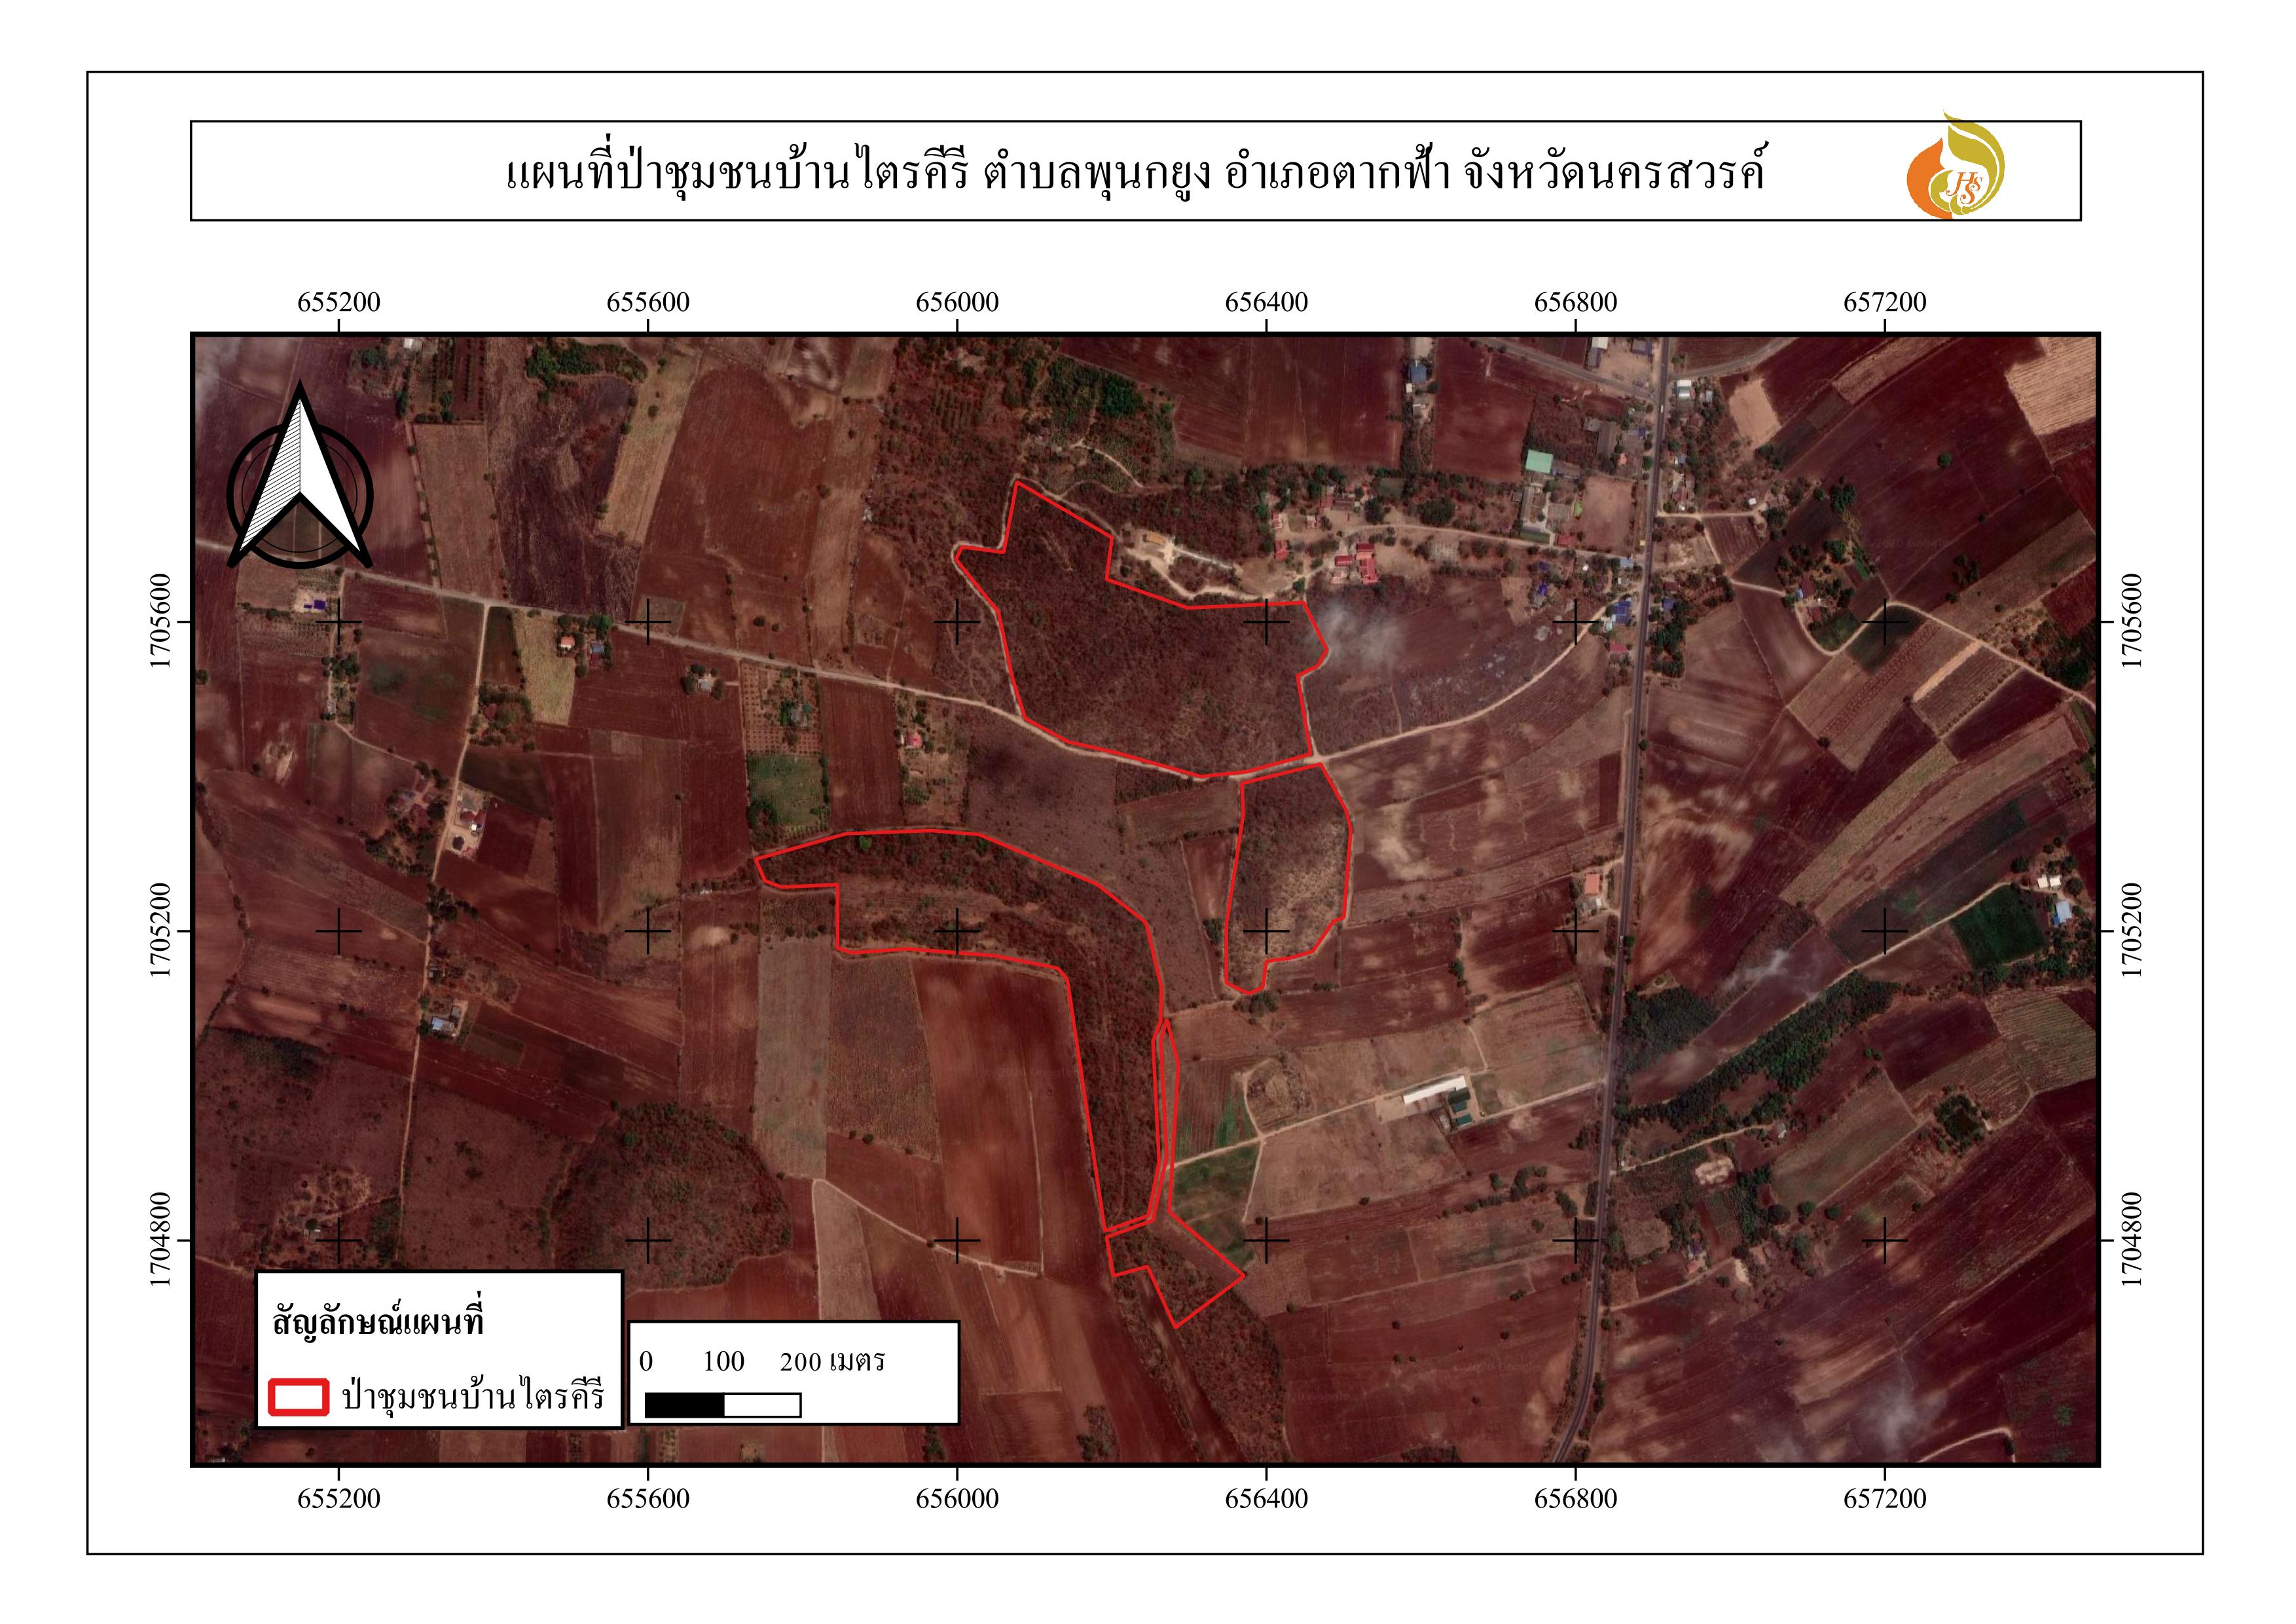 แผนที่ป่าชุมชนบ้านไตรคีรี ตำบลพุนกยูง อำเภอตากฟ้า จังหวัดนครสวรรค์
JHSS
655200 655600 656000 656400 656800 657200
1705600 1705600
1705200 1705200
1704800 1704800
สัญลักษณ์แผนที่
ป่าชุมชนบ้านไตรคีรี
0 100 200 เมตร
655200 655600 656000 656400 656800 657200